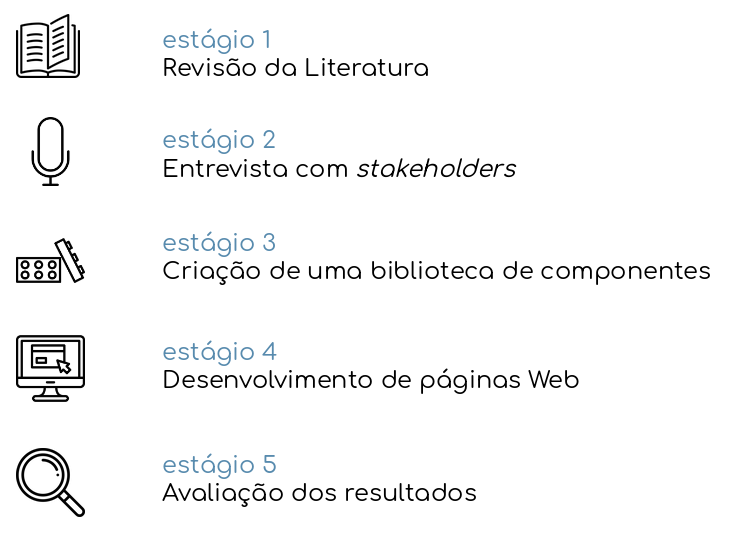 estágio 1
Revisão da Literatura
estágio 2
Entrevista com stakeholders
estágio 3
Criação de uma biblioteca de componentes
estágio 4
Desenvolvimento de páginas Web
estágio 5
Avaliação dos resultados